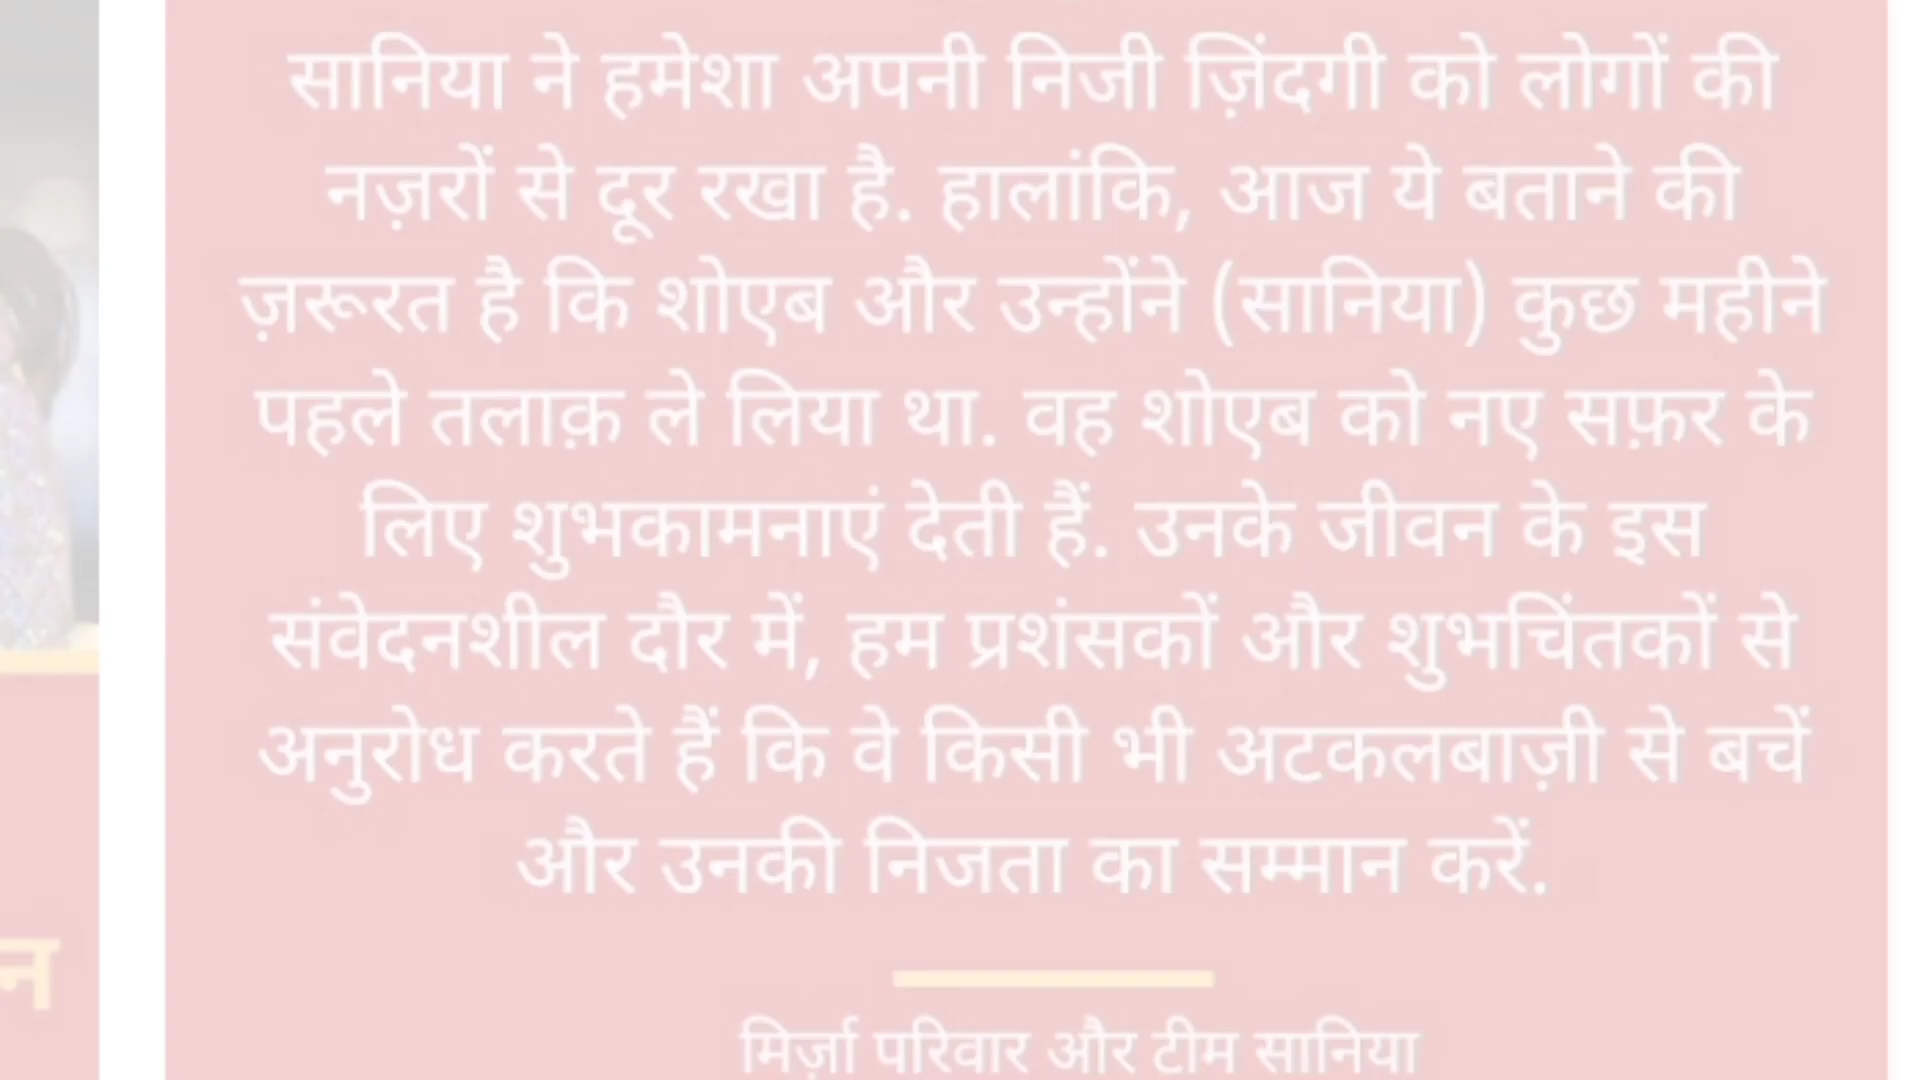 सानिया ने हमेशा अपनी निजी ज़िंदगी को लोगों की
नज़रों से दूर रखा है. हालांकि, आज ये बताने की
ज़रूरत है कि शोएब और उन्होंने (सानिया) कुछ महीने
पहले तलाक़ ले लिया था. वह शोएब को नए सफ़र के
लिए शुभकामनाएं देती हैं. उनके जीवन के इस
संवेदनशील दौर में, हम प्रशंसकों और शुभचिंतकों से
अनुरोध करते हैं कि वे किसी भी अटकलबाज़ी से बचें
और उनकी निजता का सम्मान करें.
न
मिर्ज़ा परिवार और टीम सानिया